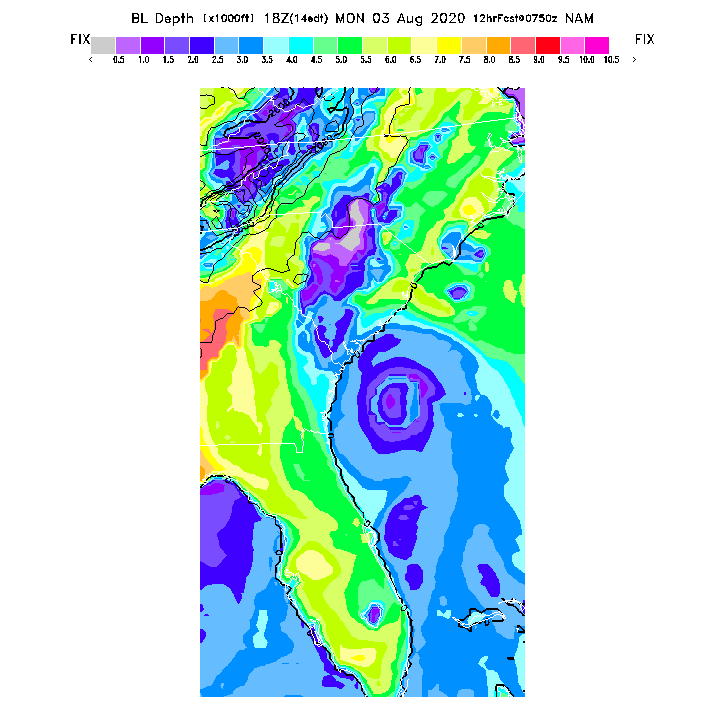 BL Depth [x1000ft] 18Z(14edt) MON 03 Aug 2020 12hrFcst@0750z NAM
FIX FIX
< 0.5 1.0 1.5 2.0 2.5 3.0 3.5 4.0 4.5 5.0 5.5 6.0 6.5 7.0 7.5 8.0 8.5 9.0 9.5 10.0 10.5 >